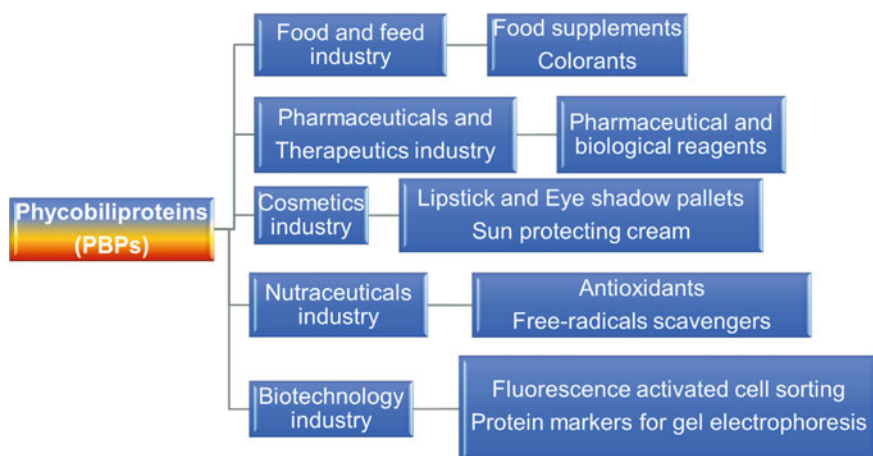 Phycobiliproteins
(PBPs)
Food and feed
industry
Food supplements
Colorants
Pharmaceuticals and
Therapeutics industry
Pharmaceutical and
biological reagents
Cosmetics
industry
Lipstick and Eye shadow pallets
Sun protecting cream
Nutraceuticals
industry
Antioxidants
Free-radicals scavengers
Biotechnology
industry
Fluorescence activated cell sorting
Protein markers for gel electrophoresis